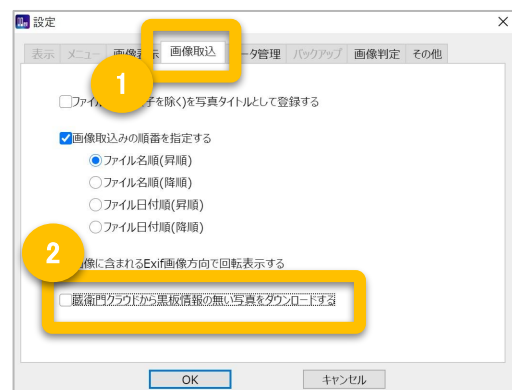 設定
表示 メニュー 画像表示 画像取込 データ管理 バックアップ 画像判定 その他
1
ファイ 子を除く)を写真タイトルとして登録する
画像取込みの順番を指定する
ファイル名順(昇順)
ファイル名順(降順)
ファイル日付順(昇順)
ファイル日付順(降順)
2
像に含まれるExif画像方向で回転表示する
蔵衛門クラウドから黒板情報の無い写真をダウンロードする
OK キャンセル